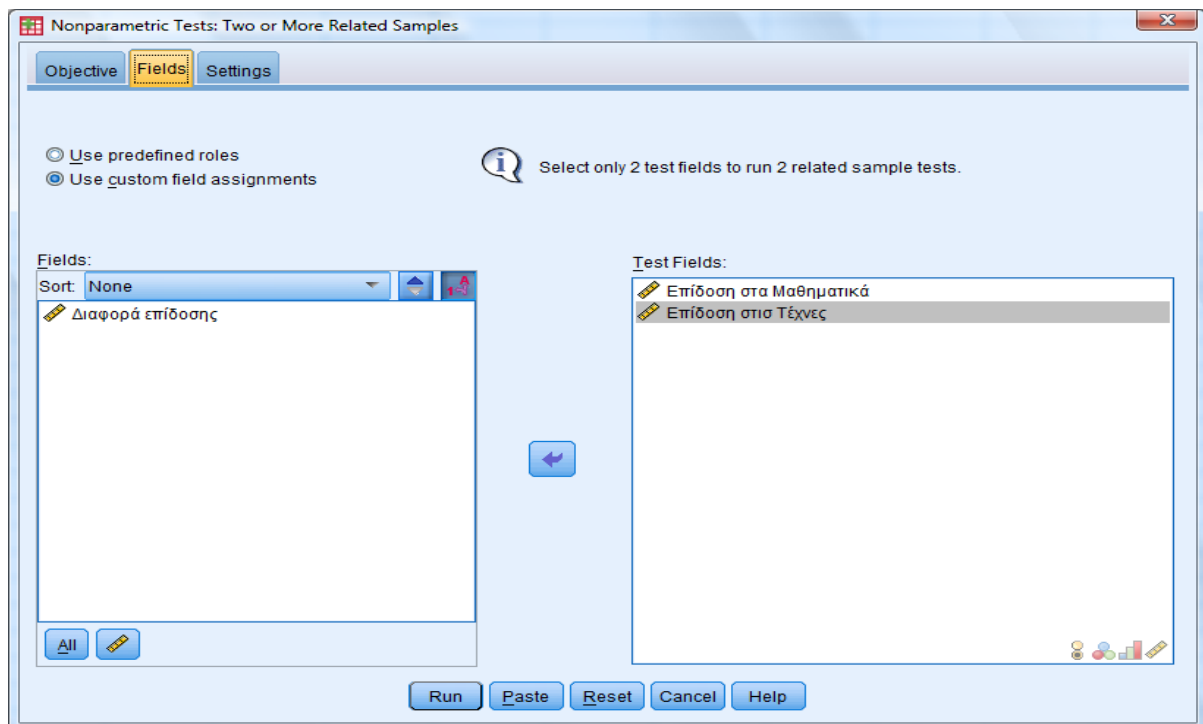 Nonparametric Tests: Two or More Related Samples
Objective Fields Settings
Use predefined roles
Use custom field assignments
Select only 2 test fields to run 2 related sample tests.
Fields:
Sort: None
Διαφορά επίδοσης
Test Fields:
Επίδοση στα Μαθηματικά
Επίδοση στισ Τέχνες
All
Run Paste Reset Cancel Help